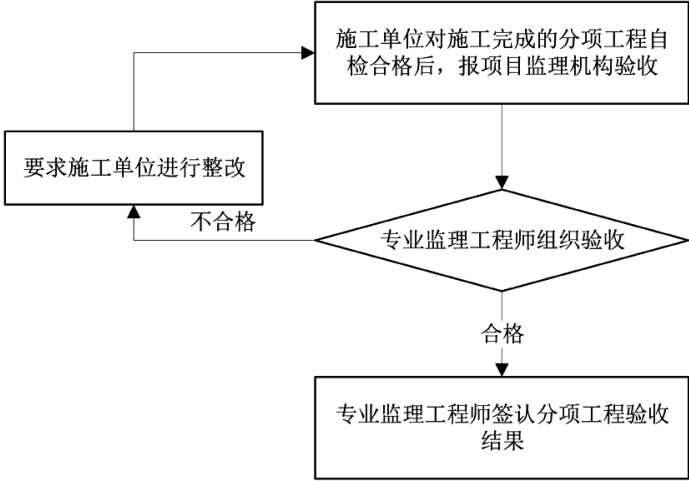 施工单位对施工完成的分项工程自
检合格后，报项目监理机构验收
要求施工单位进行整改
不合格
专业监理工程师组织验收
合格
专业监理工程师签认分项工程验收
结果